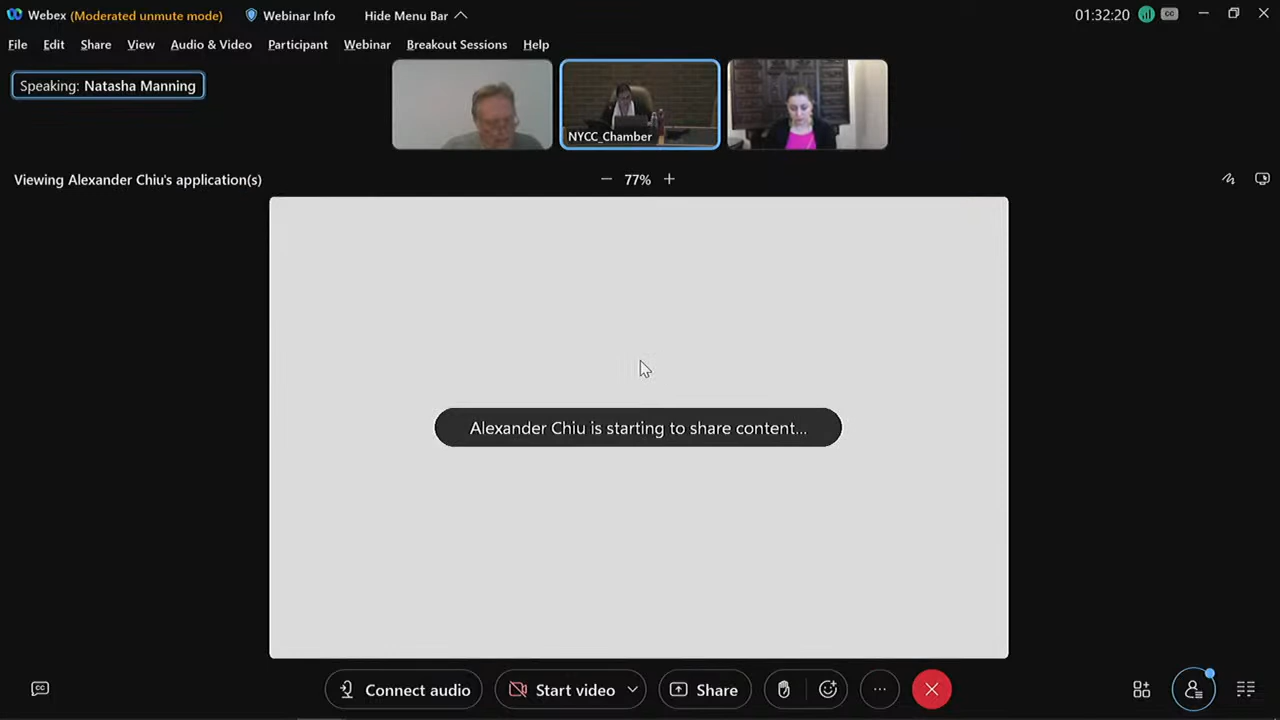 Webex (Moderated unmute mode) Webinar Info Hide Menu Bar 01:32:20 CC
File Edit Share View Audio & Video Participant Webinar Breakout Sessions Help
Speaking: Natasha Manning
NYCC_Chamber
Viewing Alexander Chiu's application(s) 77%
Alexander Chiu is starting to share content...
CC Connect audio Start video Share